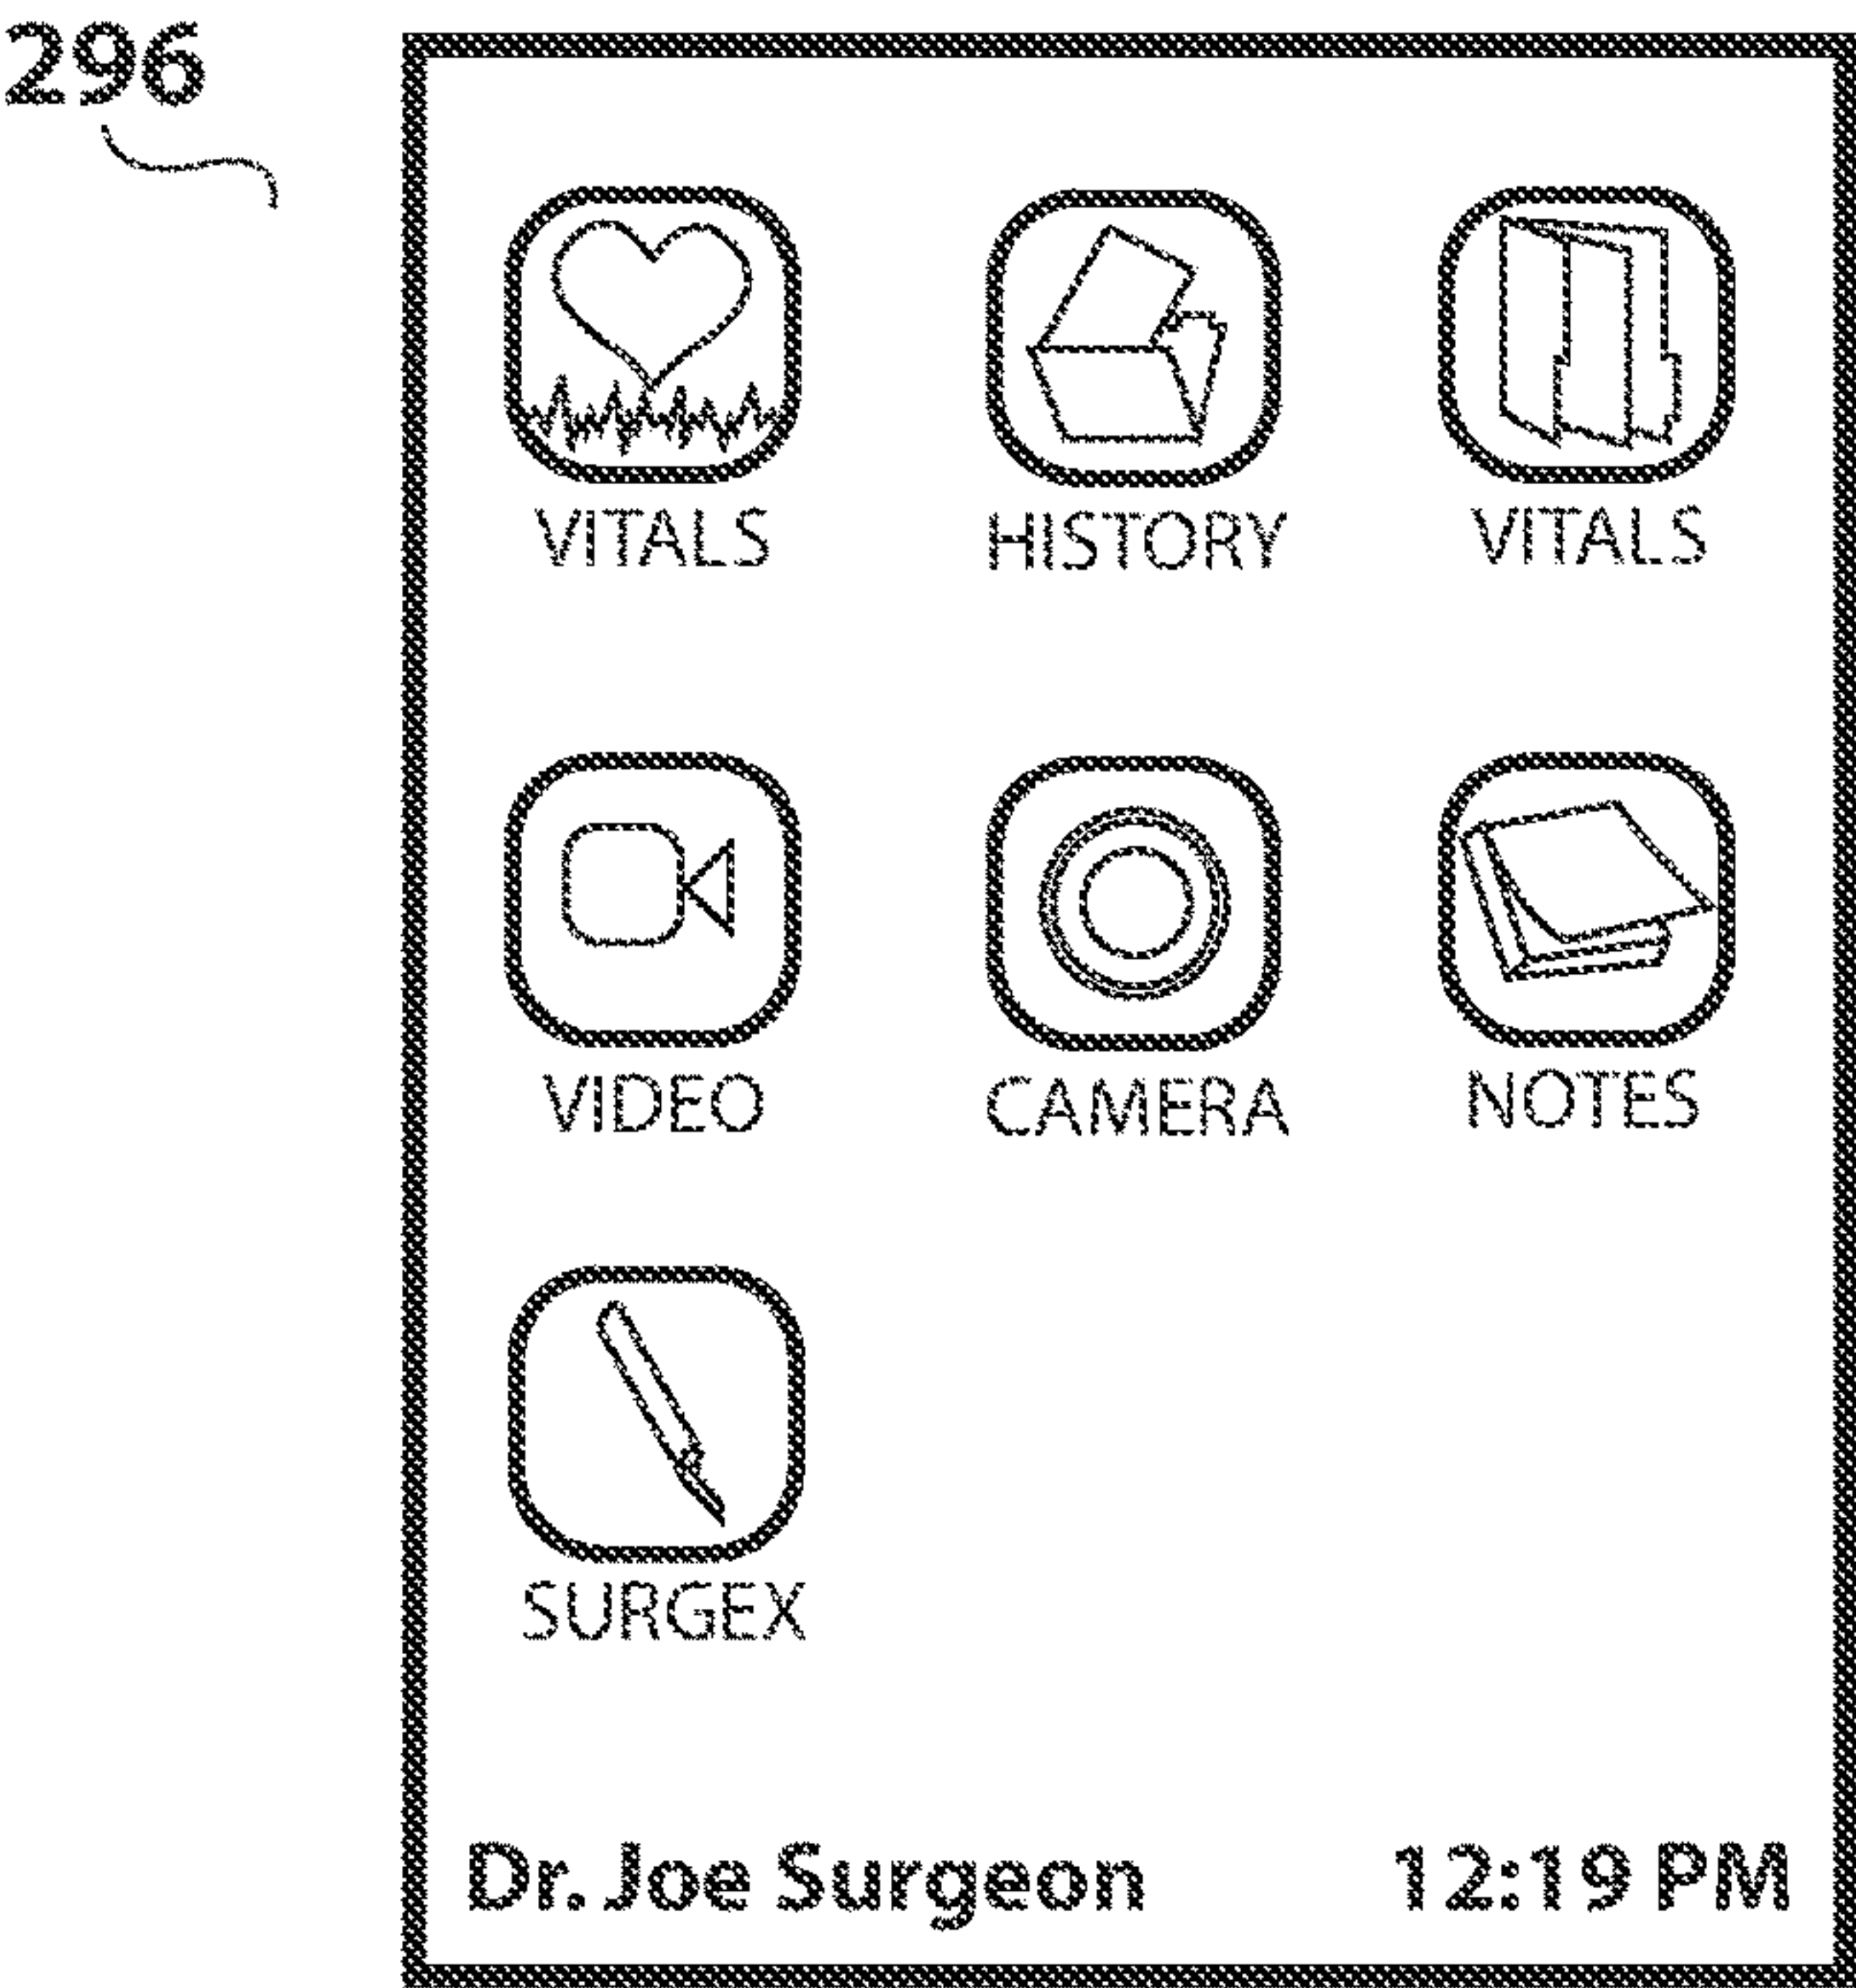 296
VITALS HISTORY VITALS
VIDEO CAMERA NOTES
SURGEX
Dr. Joe Surgeon 12:19 PM